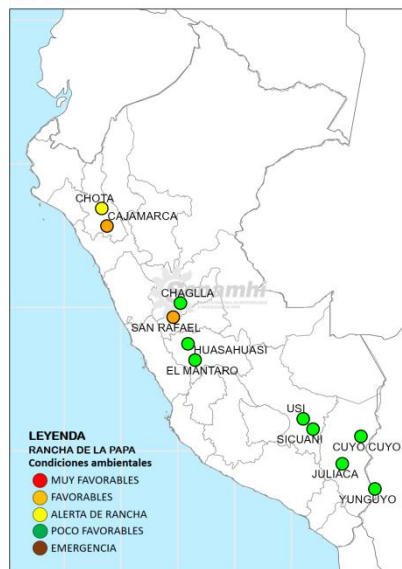 CHOTA
CAJAMARCA
Senamhi
CHAGLLA
SAN RAFAEL
HUASAHUASI
EL MANTARO
USI
SICUANI
CUYO CUYO
JULIACA
YUNGUYO
LEYENDA
RANCHA DE LA PAPA
Condiciones ambientales
MUY FAVORABLES
FAVORABLES
ALERTA DE RANCHA
POCO FAVORABLES
EMERGENCIA